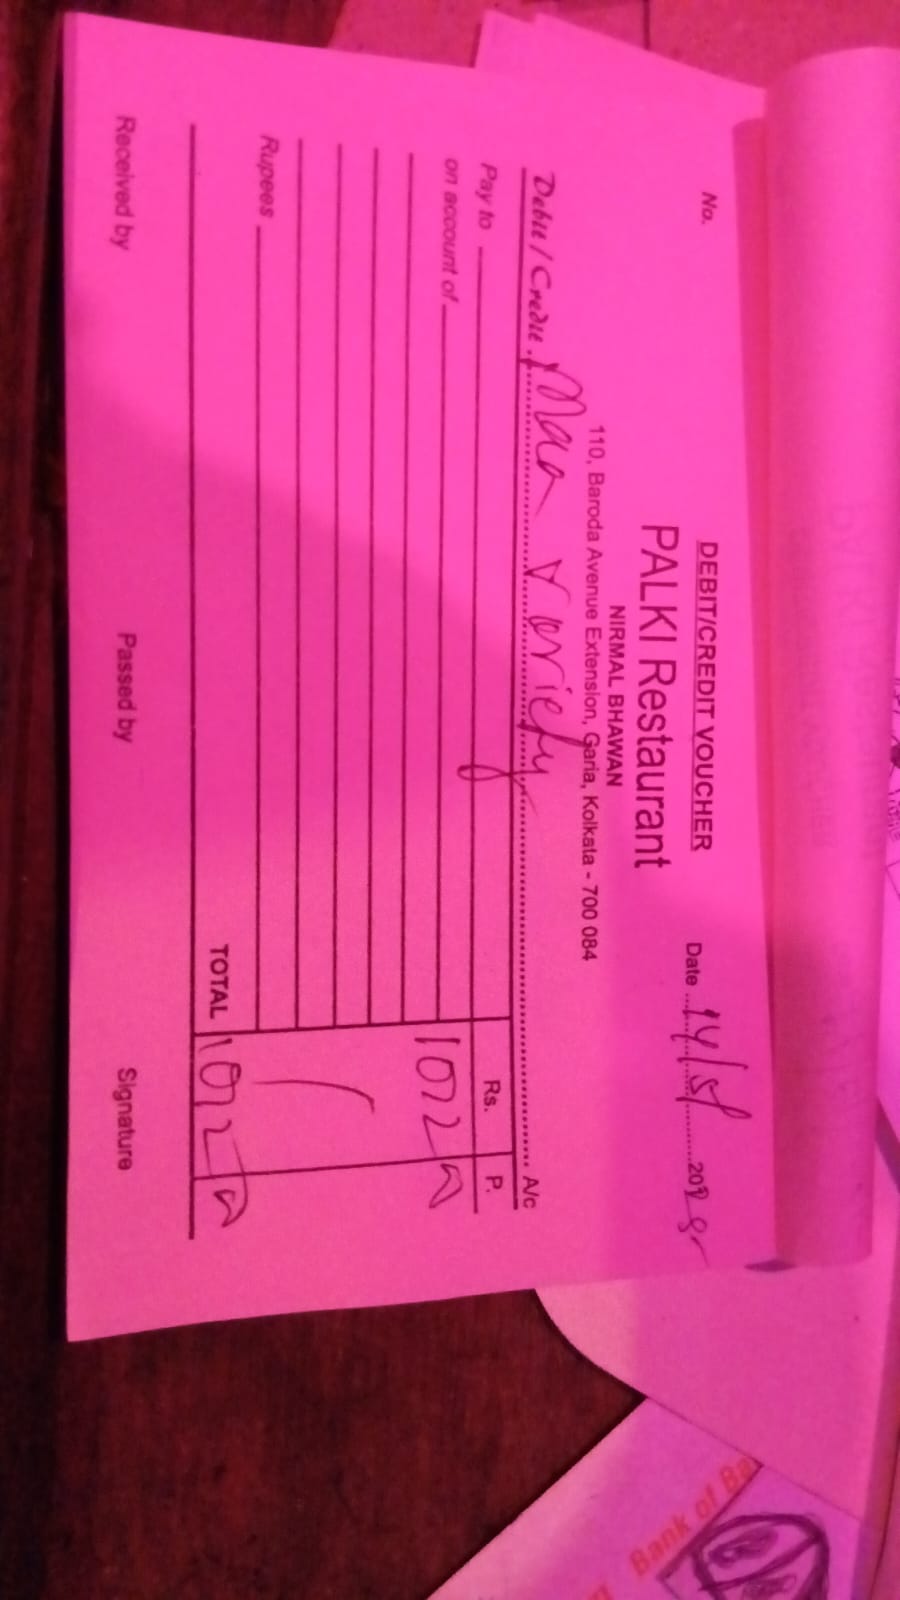 DEBIT/CREDIT VOUCHER
No.
PALKI Restaurant
Date 14/5/
NIRMAL BHAWAN
110, Baroda Avenue Extension, Garia, Kolkata - 700 084
Debit / Credit Maa Variety A/c
Pay to Rs. P.
on account of 1072
Rupees
TOTAL 1072
Received by Passed by Signature
Bank of Ba